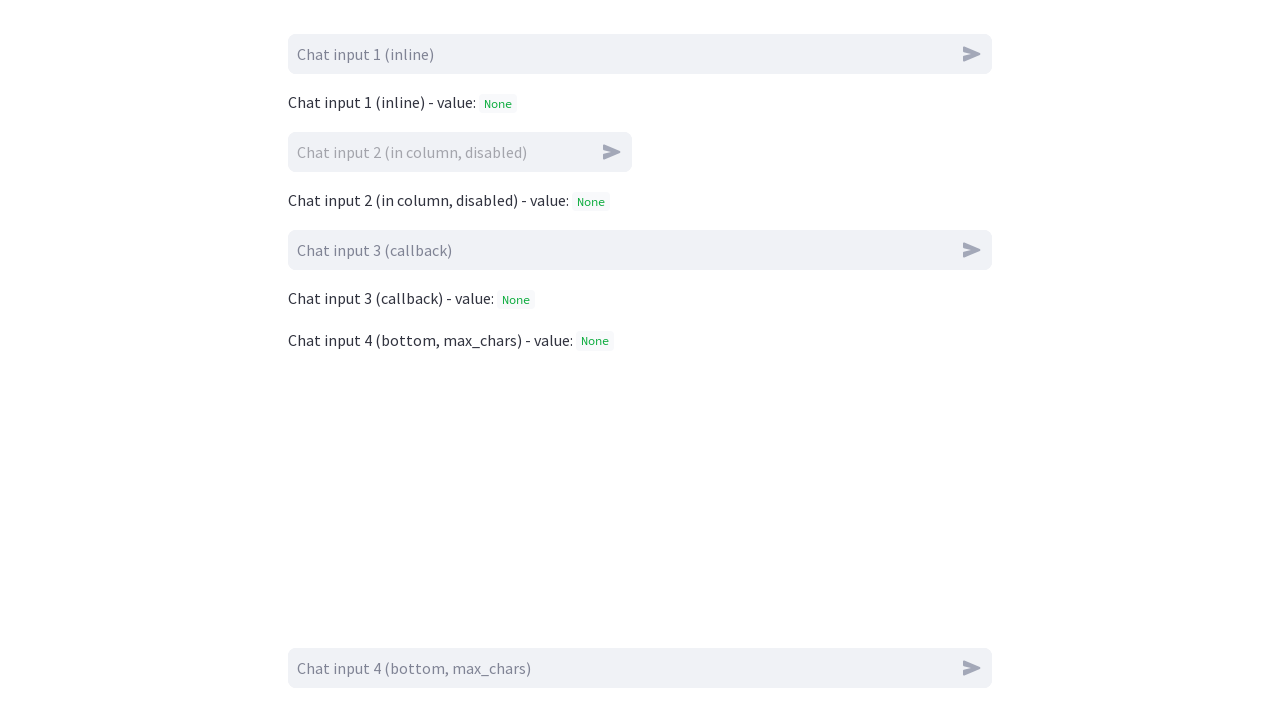 Chat input 1 (inline)
Chat input 1 (inline) - value: None
Chat input 2 (in column, disabled)
Chat input 2 (in column, disabled) - value: None
Chat input 3 (callback)
Chat input 3 (callback) - value: None
Chat input 4 (bottom, max_chars) - value: None
Chat input 4 (bottom, max_chars)